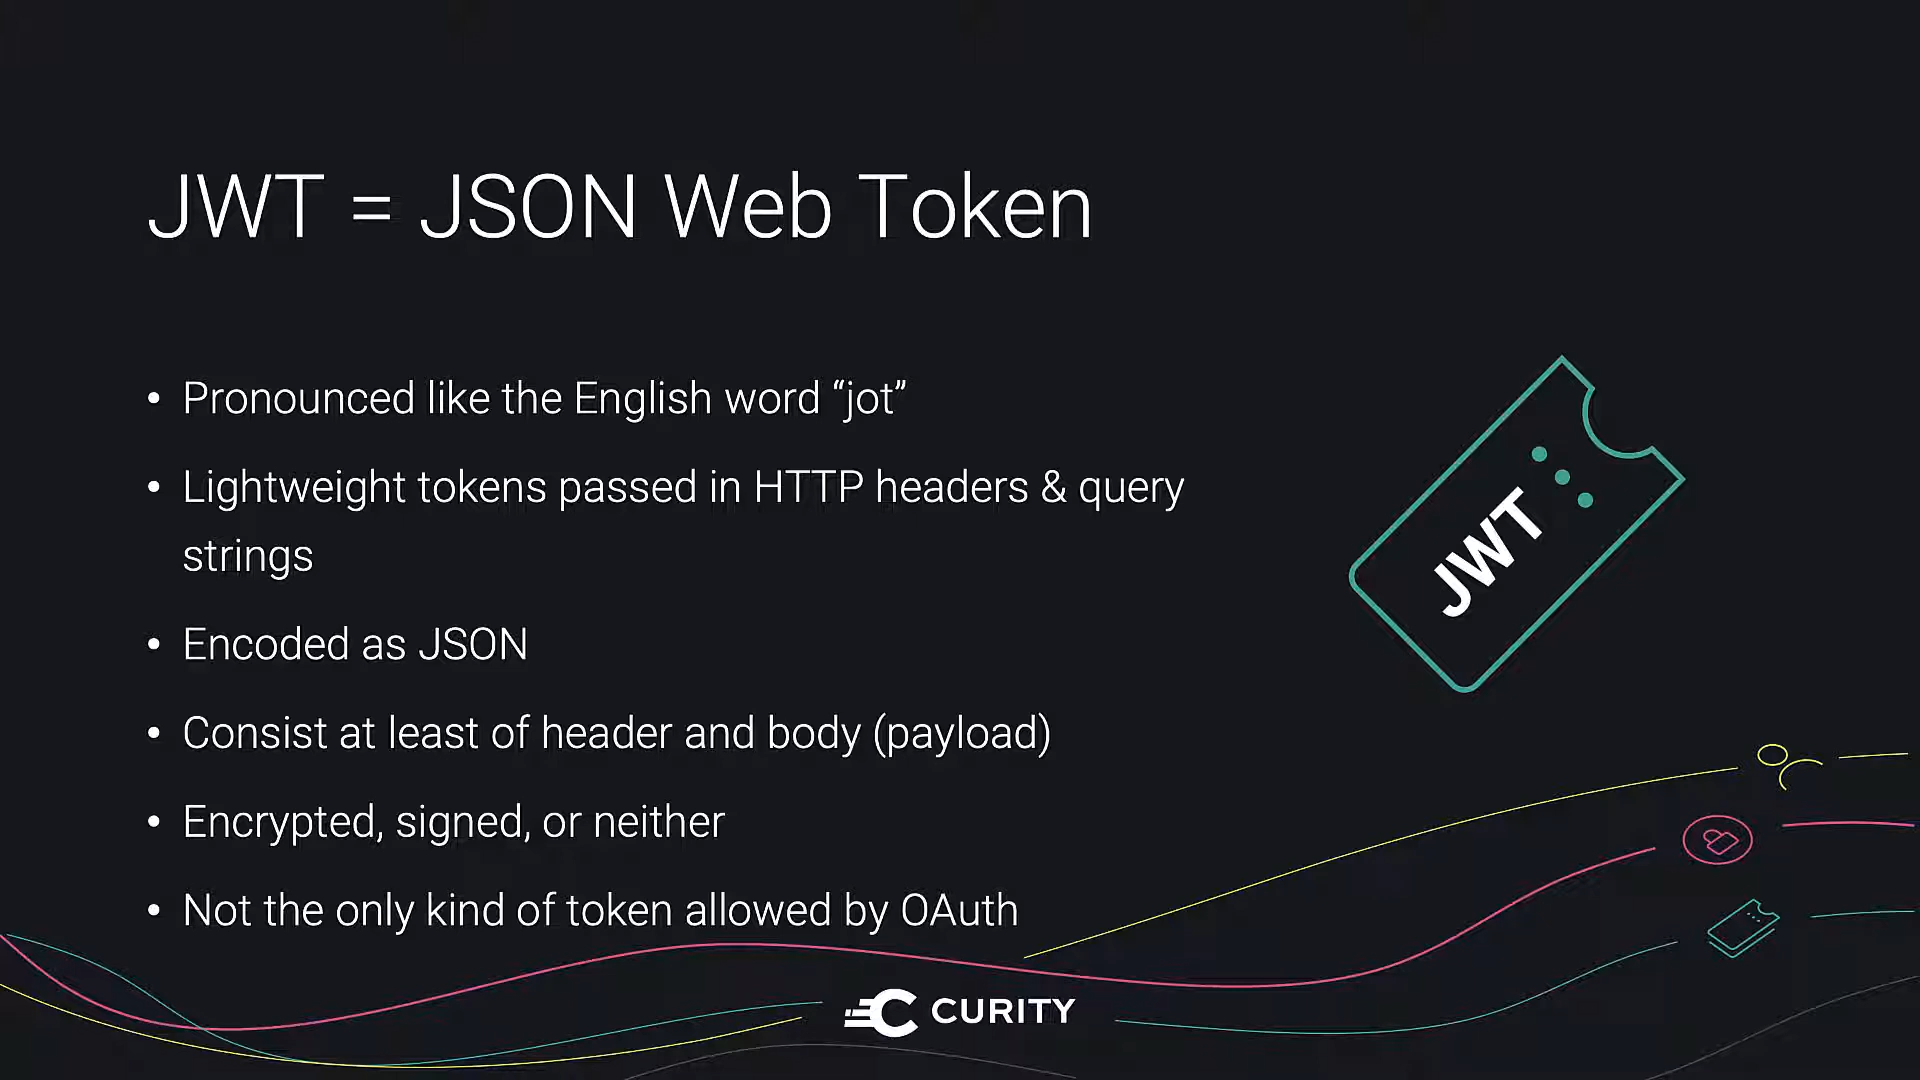 JWT = JSON Web Token
• Pronounced like the English word “jot”
• Lightweight tokens passed in HTTP headers & query
strings
• Encoded as JSON
• Consist at least of header and body (payload)
• Encrypted, signed, or neither
• Not the only kind of token allowed by OAuth
JWT
CURITY